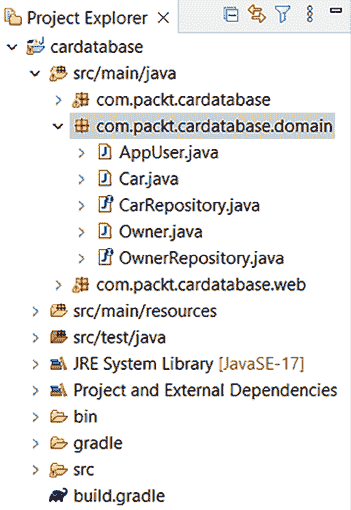 Project Explorer
cardatabase
src/main/java
com.packt.cardatabase
com.packt.cardatabase.domain
AppUser.java
Car.java
CarRepository.java
Owner.java
OwnerRepository.java
com.packt.cardatabase.web
src/main/resources
src/test/java
JRE System Library [JavaSE-17]
Project and External Dependencies
bin
gradle
src
build.gradle